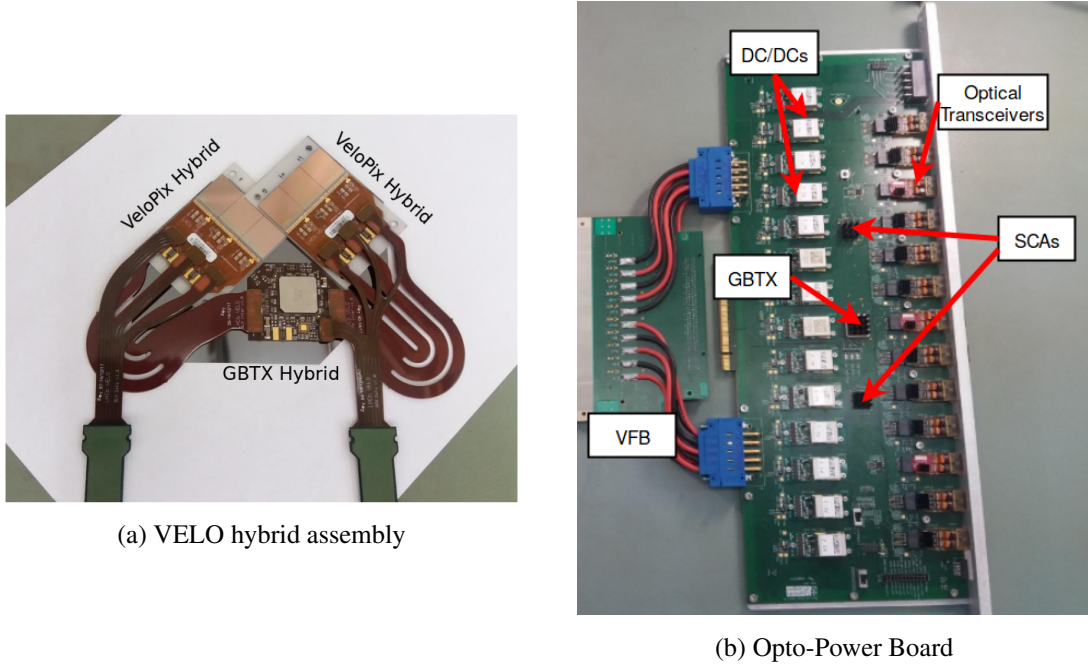 VeloPix Hybrid
VeloPix Hybrid
GBTX Hybrid
(a) VELO hybrid assembly
DC/DCs
Optical
Transceivers
SCAs
GBTX
VFB
(b) Opto-Power Board